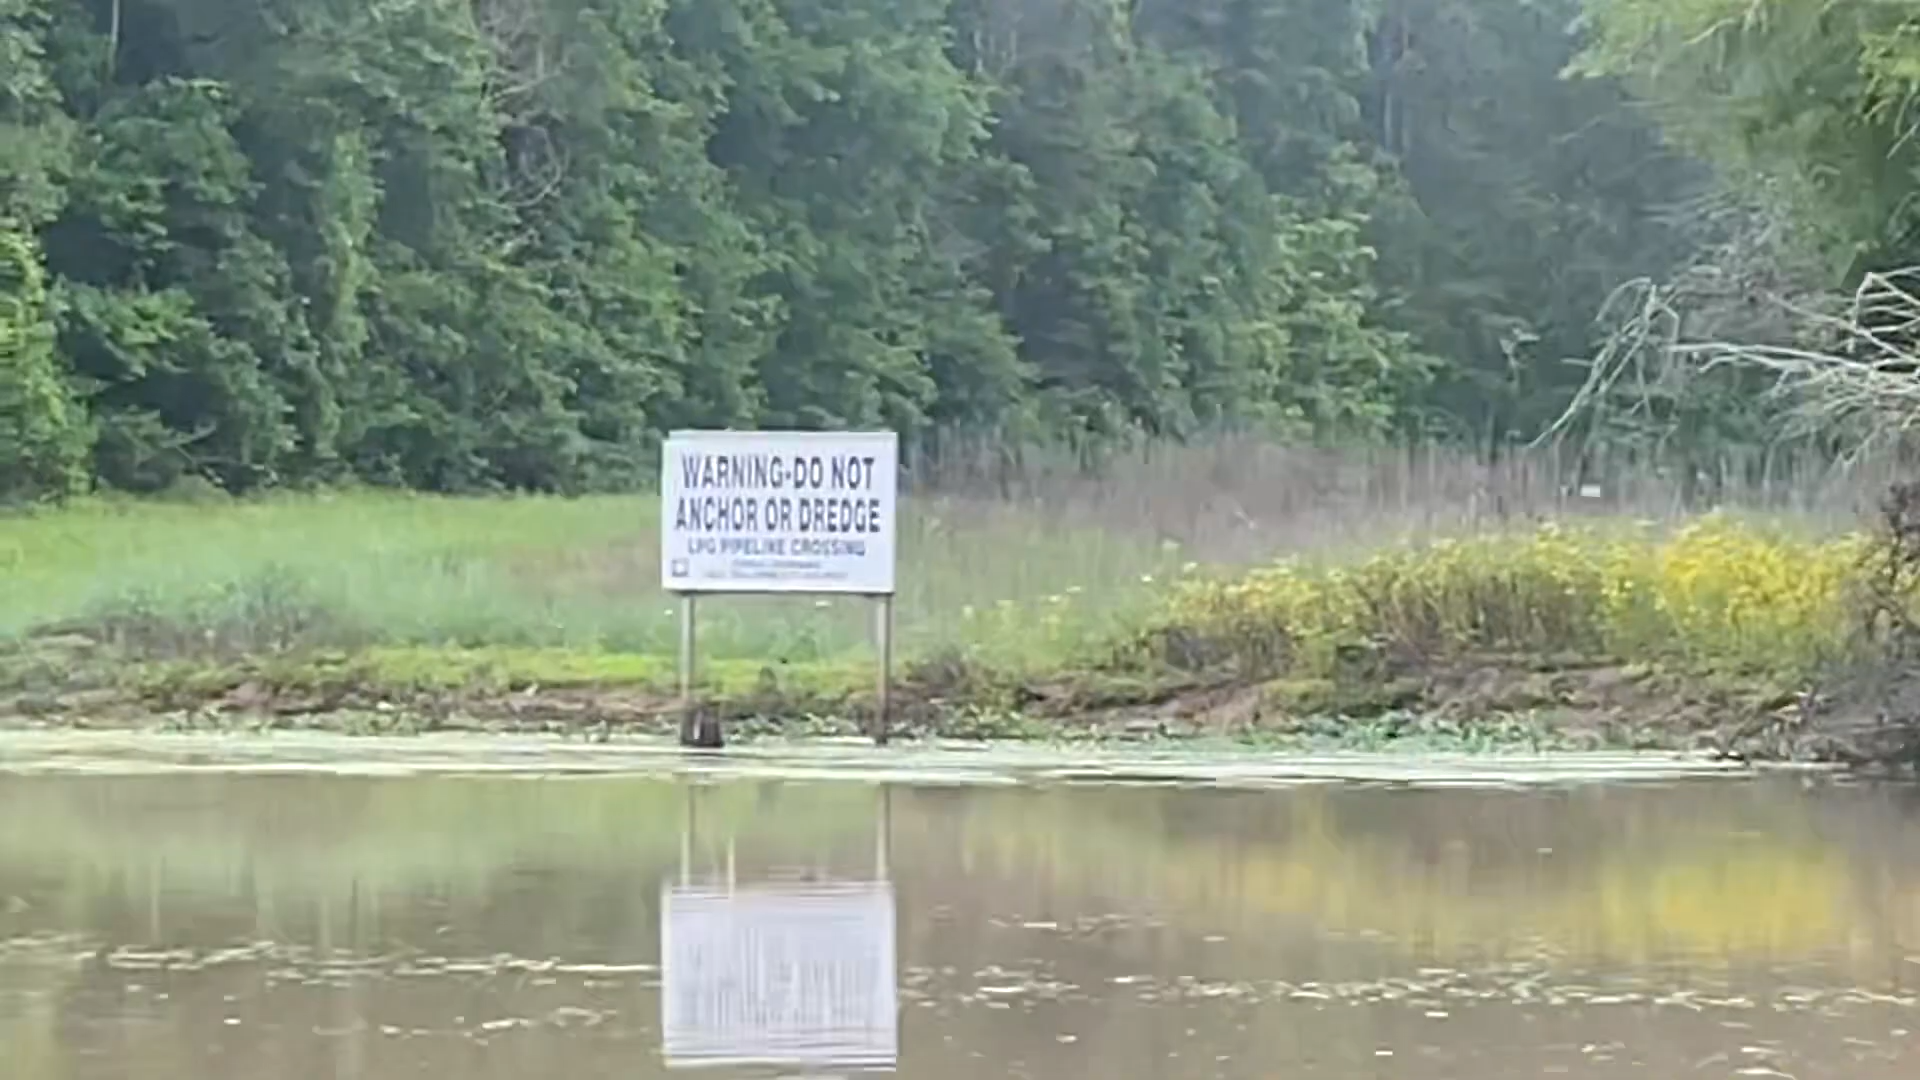 WARNING-DO NOT
ANCHOR OR DREDGE
LPG PIPELINE CROSSING